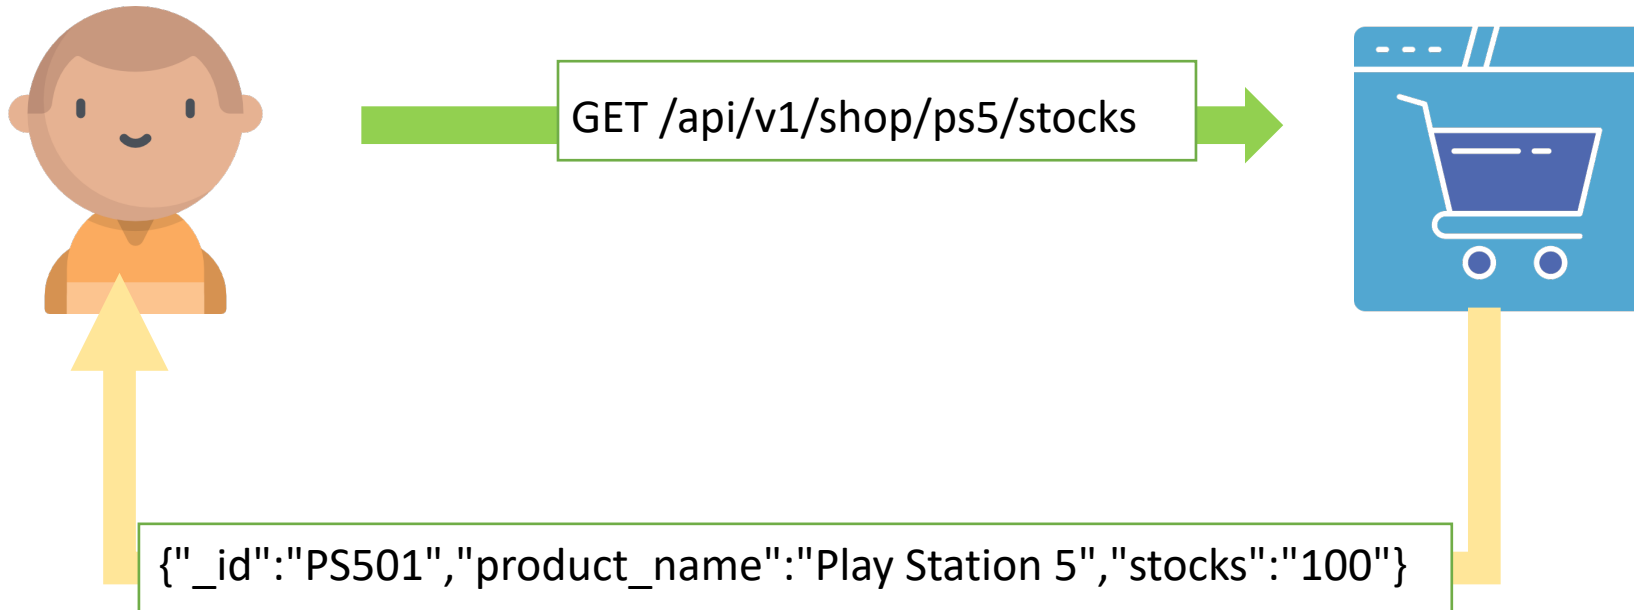 GET /api/v1/shop/ps5/stocks
{"_id":"PS501","product_name":"Play Station 5","stocks":"100"}